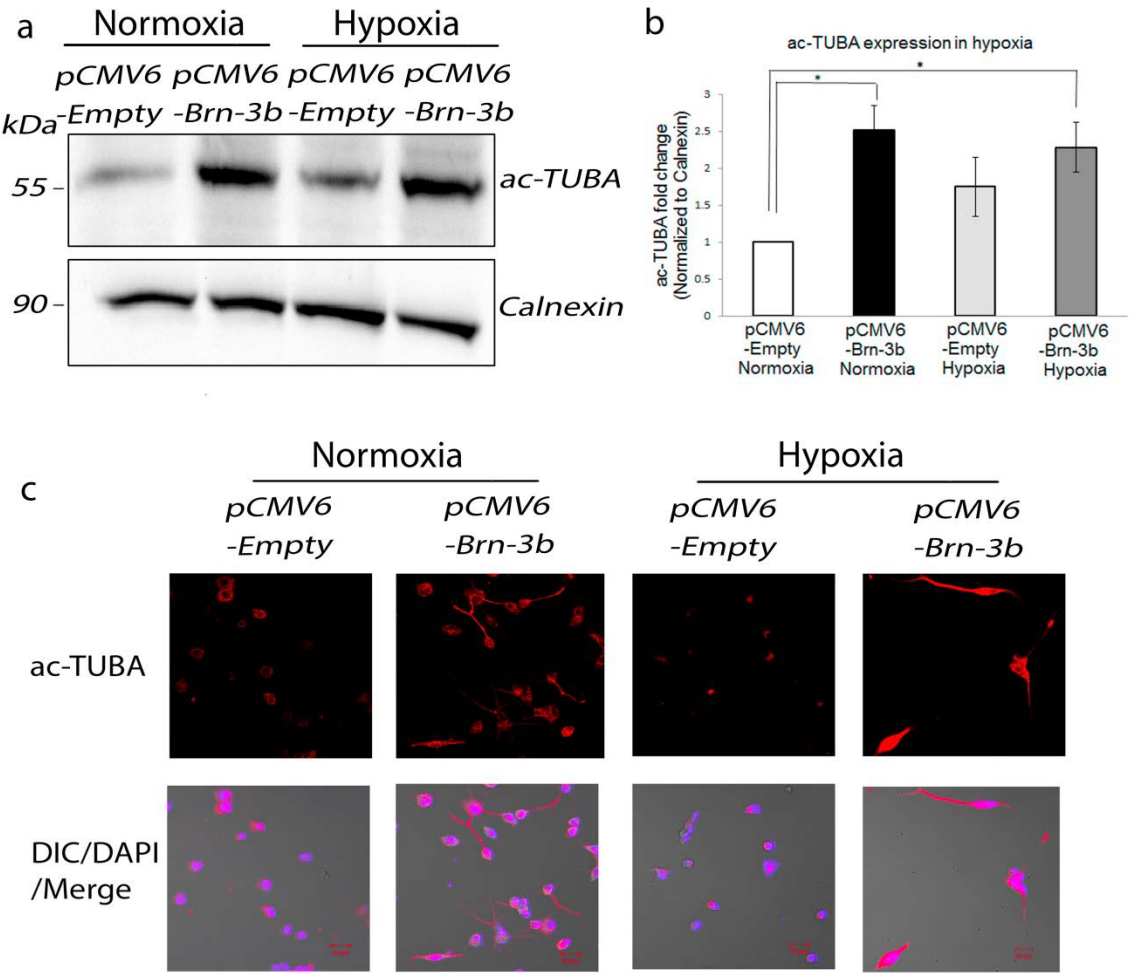 a
Normoxia Hypoxia
pCMV6 pCMV6 pCMV6 pCMV6
-Empty -Brn-3b -Empty -Brn-3b
kDa
55 ac-TUBA
90 Calnexin
b
ac-TUBA expression in hypoxia
*
*
ac-TUBA fold change
(Normalized to Calnexin)
3
2.5
2
1.5
1
0.5
0
pCMV6 pCMV6 pCMV6 pCMV6
-Empty -Brn-3b -Empty -Brn-3b
Normoxia Normoxia Hypoxia Hypoxia
c
Normoxia Hypoxia
pCMV6 pCMV6 pCMV6 pCMV6
-Empty -Brn-3b -Empty -Brn-3b
ac-TUBA
DIC/DAPI
/Merge